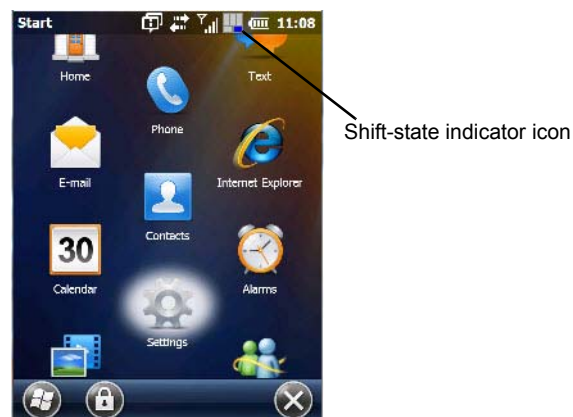 Start 11:08
Home
Text
Phone
Shift-state indicator icon
E-mail
Internet Explorer
30
Contacts
Calendar
Alarms
Settings